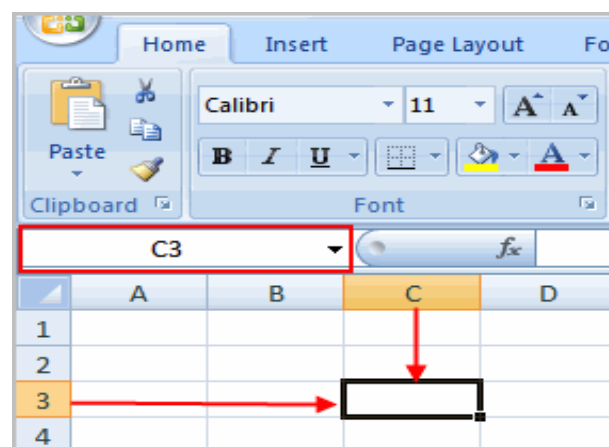 Home Insert Page Layout Fo
Calibri 11 A A
Paste B I U A
Clipboard Font
C3 fx
A B C D
1
2
3
4